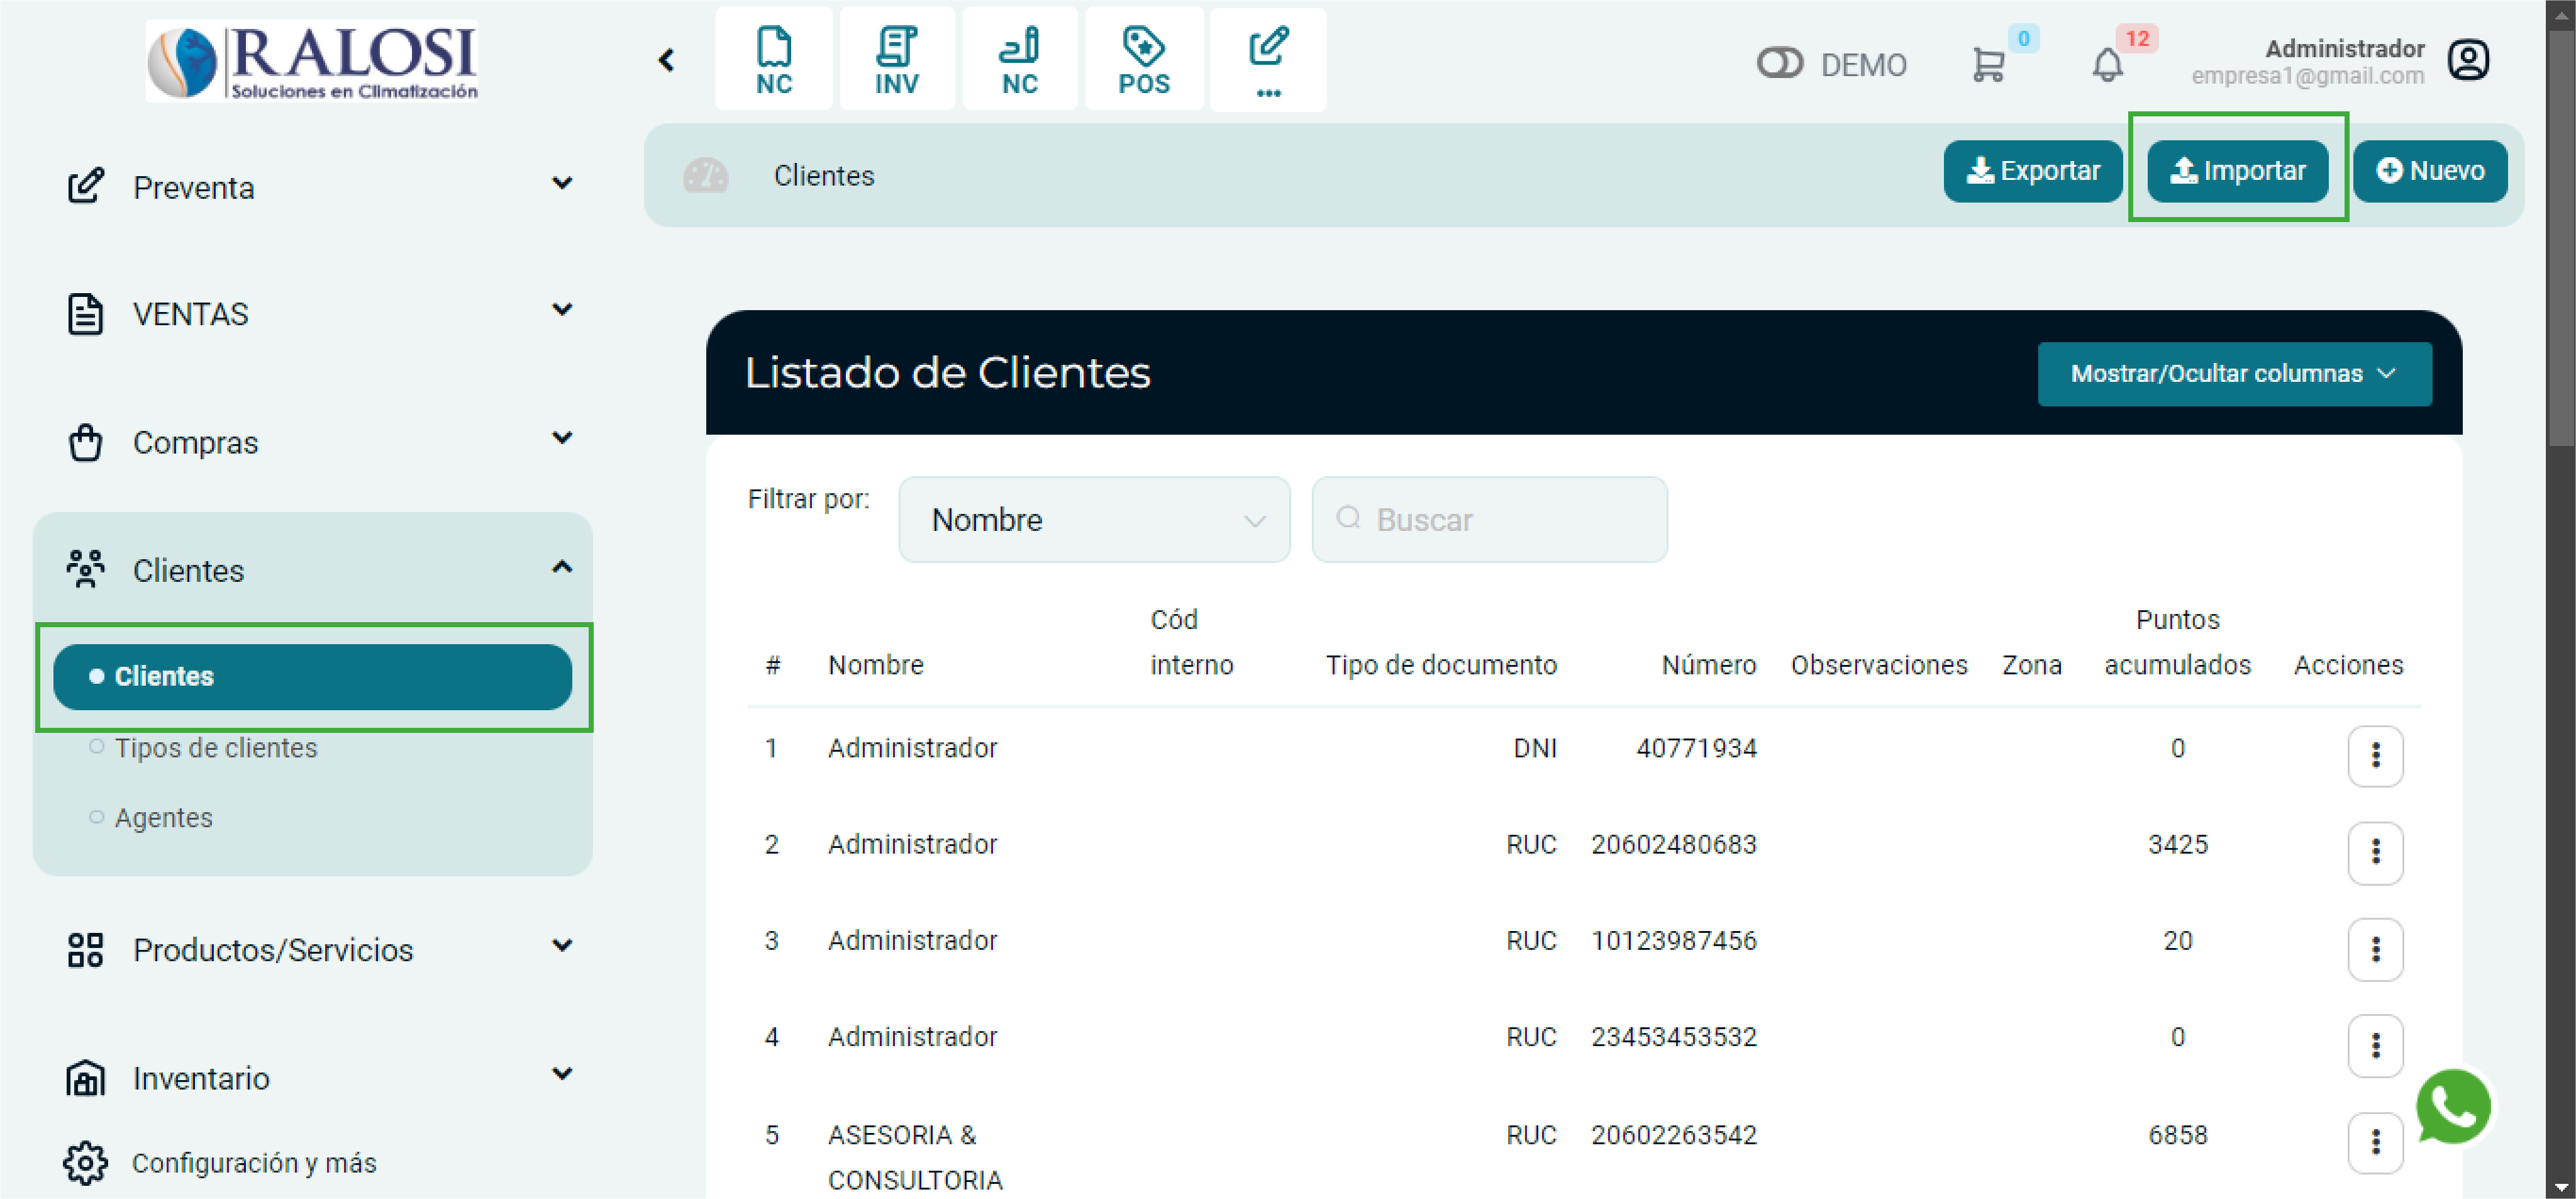 RALOSI
Soluciones en Climatización
NC
INV
NC
POS
...
DEMO
0
12
Administrador
empresa1@gmail.com
Clientes
Exportar
Importar
Nuevo
Preventa
VENTAS
Compras
Clientes
Clientes
Tipos de clientes
Agentes
Productos/Servicios
Inventario
Configuración y más
Listado de Clientes
Mostrar/Ocultar columnas
Filtrar por:
Nombre
Buscar
# Nombre Cód interno Tipo de documento Número Observaciones Zona Puntos acumulados Acciones
1 Administrador DNI 40771934 0
2 Administrador RUC 20602480683 3425
3 Administrador RUC 10123987456 20
4 Administrador RUC 23453453532 0
5 ASESORIA & RUC 20602263542 6858
CONSULTORIA